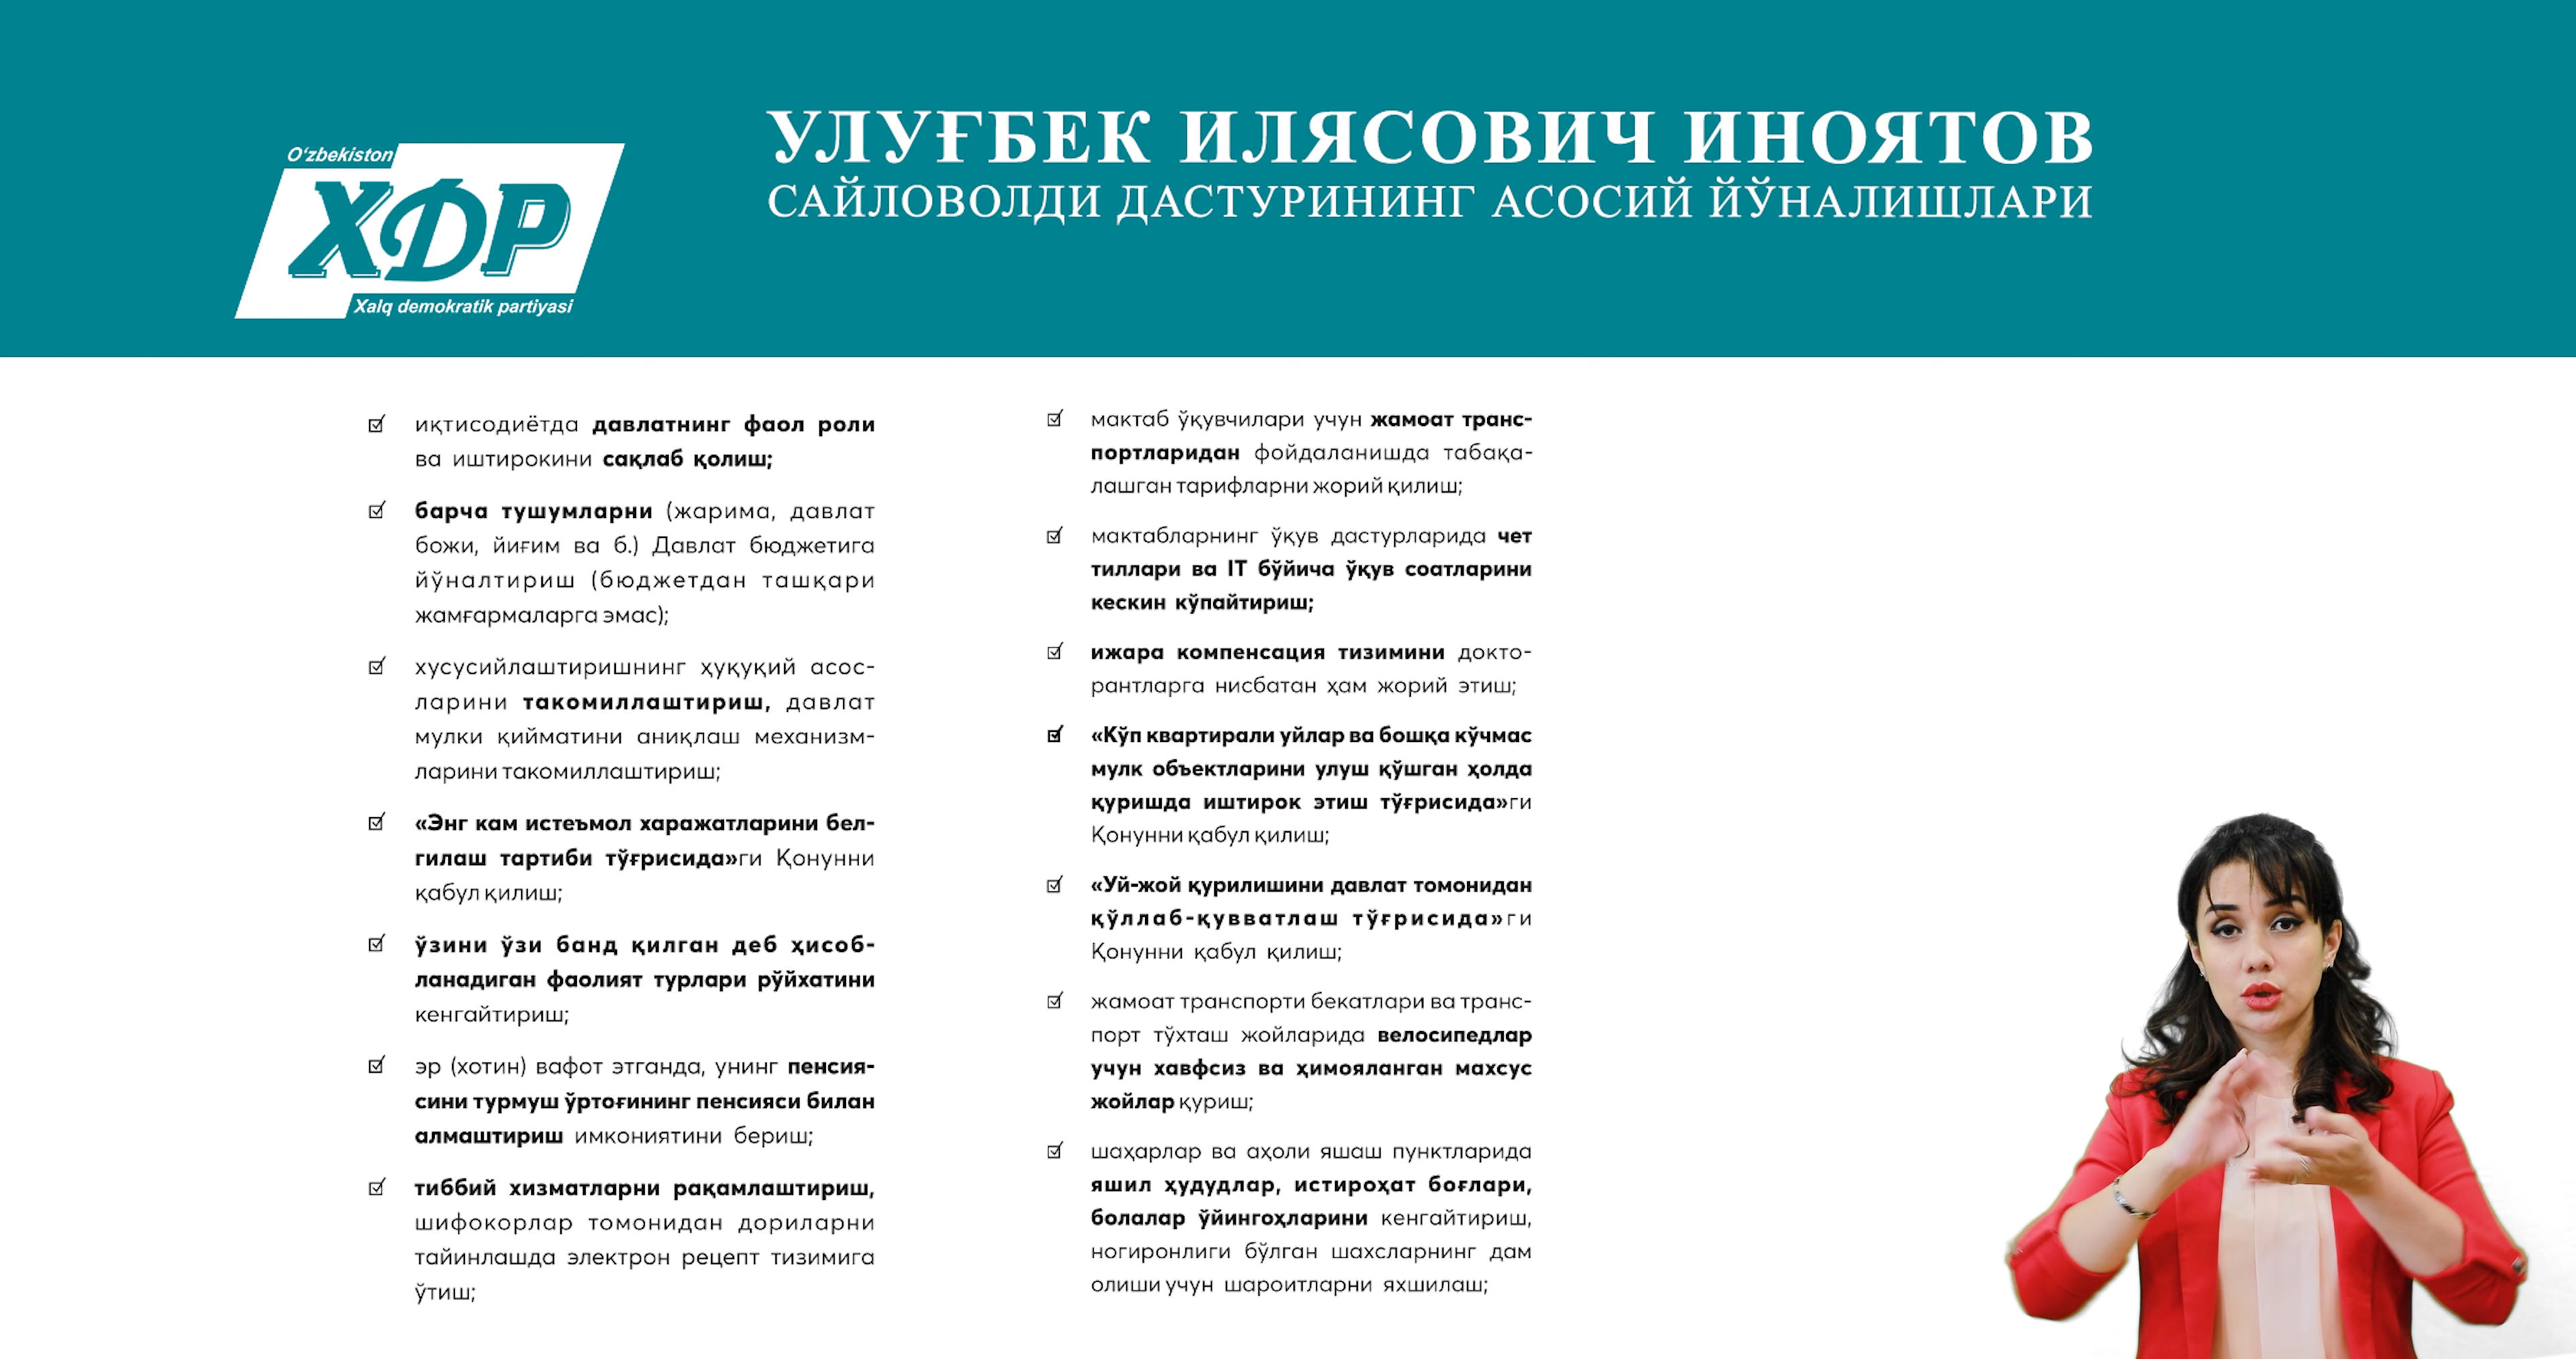 O‘zbekiston
ХДР
Xalq demokratik partiyasi
УЛУҒБЕК ИЛЯСОВИЧ ИНОЯТОВ
САЙЛОВОЛДИ ДАСТУРИНИНГ АСОСИЙ ЙЎНАЛИШЛАРИ
иқтисодиётда давлатнинг фаол роли
ва иштирокини сақлаб қолиш;
барча тушумларни (жарима, давлат
божи, йиғим ва б.) Давлат бюджетига
йўналтириш (бюджетдан ташқари
жамғармаларга эмас);
хусусийлаштиришнинг ҳуқуқий асос-
ларини такомиллаштириш, давлат
мулки қийматини аниқлаш механизм-
ларини такомиллаштириш;
«Энг кам истеъмол харажатларини бел-
гилаш тартиби тўғрисида»ги Қонунни
қабул қилиш;
ўзини ўзи банд қилган деб ҳисоб-
ланадиган фаолият турлари рўйхатини
кенгайтириш;
эр (хотин) вафот этганда, унинг пенсия-
сини турмуш ўртоғининг пенсияси билан
алмаштириш имкониятини бериш;
тиббий хизматларни рақамлаштириш,
шифокорлар томонидан дориларни
тайинлашда электрон рецепт тизимига
ўтиш;
мактаб ўқувчилари учун жамоат транс-
портларидан фойдаланишда табақа-
лашган тарифларни жорий қилиш;
мактабларнинг ўқув дастурларида чет
тиллари ва IT бўйича ўқув соатларини
кескин кўпайтириш;
ижара компенсация тизимини докто-
рантларга нисбатан ҳам жорий этиш;
«Кўп квартирали уйлар ва бошқа кўчмас
мулк объектларини улуш қўшган ҳолда
қуришда иштирок этиш тўғрисида»ги
Қонунни қабул қилиш;
«Уй-жой қурилишини давлат томонидан
қўллаб-қувватлаш тўғрисида»ги
Қонунни қабул қилиш;
жамоат транспорти бекатлари ва транс-
порт тўхташ жойларида велосипедлар
учун хавфсиз ва ҳимояланган махсус
жойлар қуриш;
шаҳарлар ва аҳоли яшаш пунктларида
яшил ҳудудлар, истироҳат боғлари,
болалар ўйингоҳларини кенгайтириш,
ногиронлиги бўлган шахсларнинг дам
олиши учун шароитларни яхшилаш;